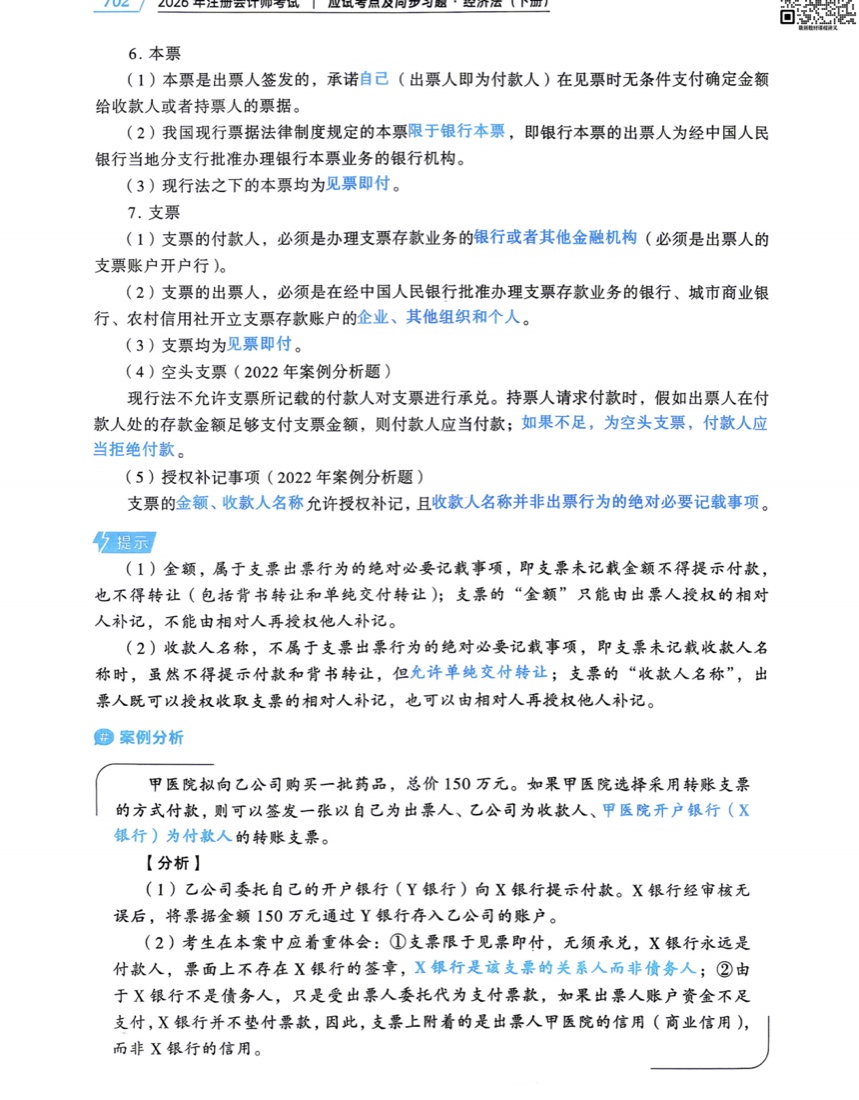 702 2026年注册会计师考试 | 应试考点及同步习题·经济法（下册）
6. 本票
（1）本票是出票人签发的，承诺自己（出票人即为付款人）在见票时无条件支付确定金额
给收款人或者持票人的票据。
（2）我国现行票据法律制度规定的本票限于银行本票，即银行本票的出票人为经中国人民
银行当地分支行批准办理银行本票业务的银行机构。
（3）现行法之下的本票均为见票即付。
7. 支票
（1）支票的付款人，必须是办理支票存款业务的银行或者其他金融机构（必须是出票人的
支票账户开户行）。
（2）支票的出票人，必须是在经中国人民银行批准办理支票存款业务的银行、城市商业银
行、农村信用社开立支票存款账户的企业、其他组织和个人。
（3）支票均为见票即付。
（4）空头支票（2022年案例分析题）
现行法不允许支票所记载的付款人对支票进行承兑。持票人请求付款时，假如出票人在付
款人处的存款金额足够支付支票金额，则付款人应当付款；如果不足，为空头支票，付款人应
当拒绝付款。
（5）授权补记事项（2022年案例分析题）
支票的金额、收款人名称允许授权补记，且收款人名称并非出票行为的绝对必要记载事项。
提示
（1）金额，属于支票出票行为的绝对必要记载事项，即支票未记载金额不得提示付款，
也不得转让（包括背书转让和单纯交付转让）；支票的“金额”只能由出票人授权的相对
人补记，不能由相对人再授权他人补记。
（2）收款人名称，不属于支票出票行为的绝对必要记载事项，即支票未记载收款人名
称时，虽然不得提示付款和背书转让，但允许单纯交付转让；支票的“收款人名称”，出
票人既可以授权收取支票的相对人补记，也可以由相对人再授权他人补记。
# 案例分析
甲医院拟向乙公司购买一批药品，总价150万元。如果甲医院选择采用转账支票
的方式付款，则可以签发一张以自己为出票人、乙公司为收款人、甲医院开户银行（X
银行）为付款人的转账支票。
【分析】
（1）乙公司委托自己的开户银行（Y银行）向X银行提示付款。X银行经审核无
误后，将票据金额150万元通过Y银行存入乙公司的账户。
（2）考生在本案中应着重体会：①支票限于见票即付，无须承兑，X银行永远是
付款人，票面上不存在X银行的签章，X银行是该支票的关系人而非债务人；②由
于X银行不是债务人，只是受出票人委托代为支付票款，如果出票人账户资金不足
支付，X银行并不垫付票款，因此，支票上附着的是出票人甲医院的信用（商业信用），
而非X银行的信用。